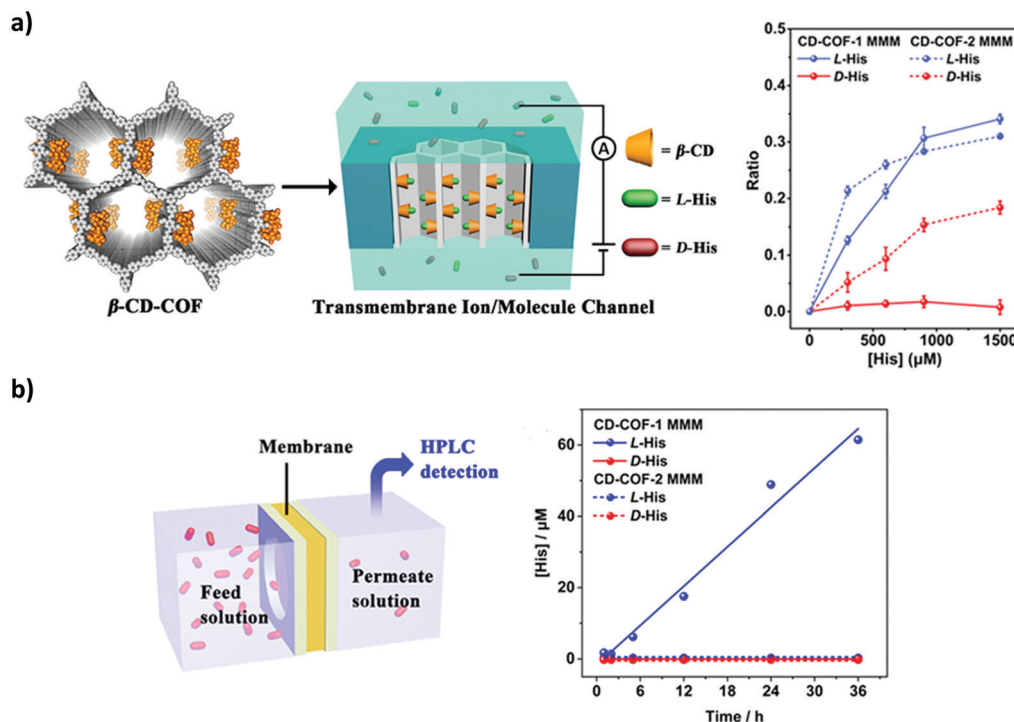 a)
β-CD-COF
Transmembrane Ion/Molecule Channel
A
= β-CD
= L-His
= D-His
CD-COF-1 MMM
L-His
D-His
CD-COF-2 MMM
L-His
D-His
Ratio
0.5
0.4
0.3
0.2
0.1
0.0
0
500
1000
1500
[His] (μM)
b)
Membrane
HPLC
detection
Feed
solution
Permeate
solution
CD-COF-1 MMM
L-His
D-His
CD-COF-2 MMM
L-His
D-His
[His] / μM
60
40
20
0
0
6
12
18
24
30
36
Time / h